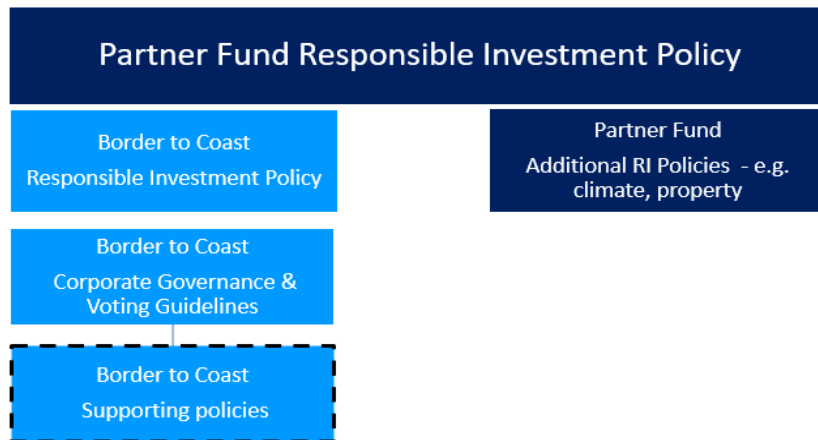 Partner Fund Responsible Investment Policy
Border to Coast
Responsible Investment Policy
Partner Fund
Additional RI Policies - e.g.
climate, property
Border to Coast
Corporate Governance &
Voting Guidelines
Border to Coast
Supporting policies